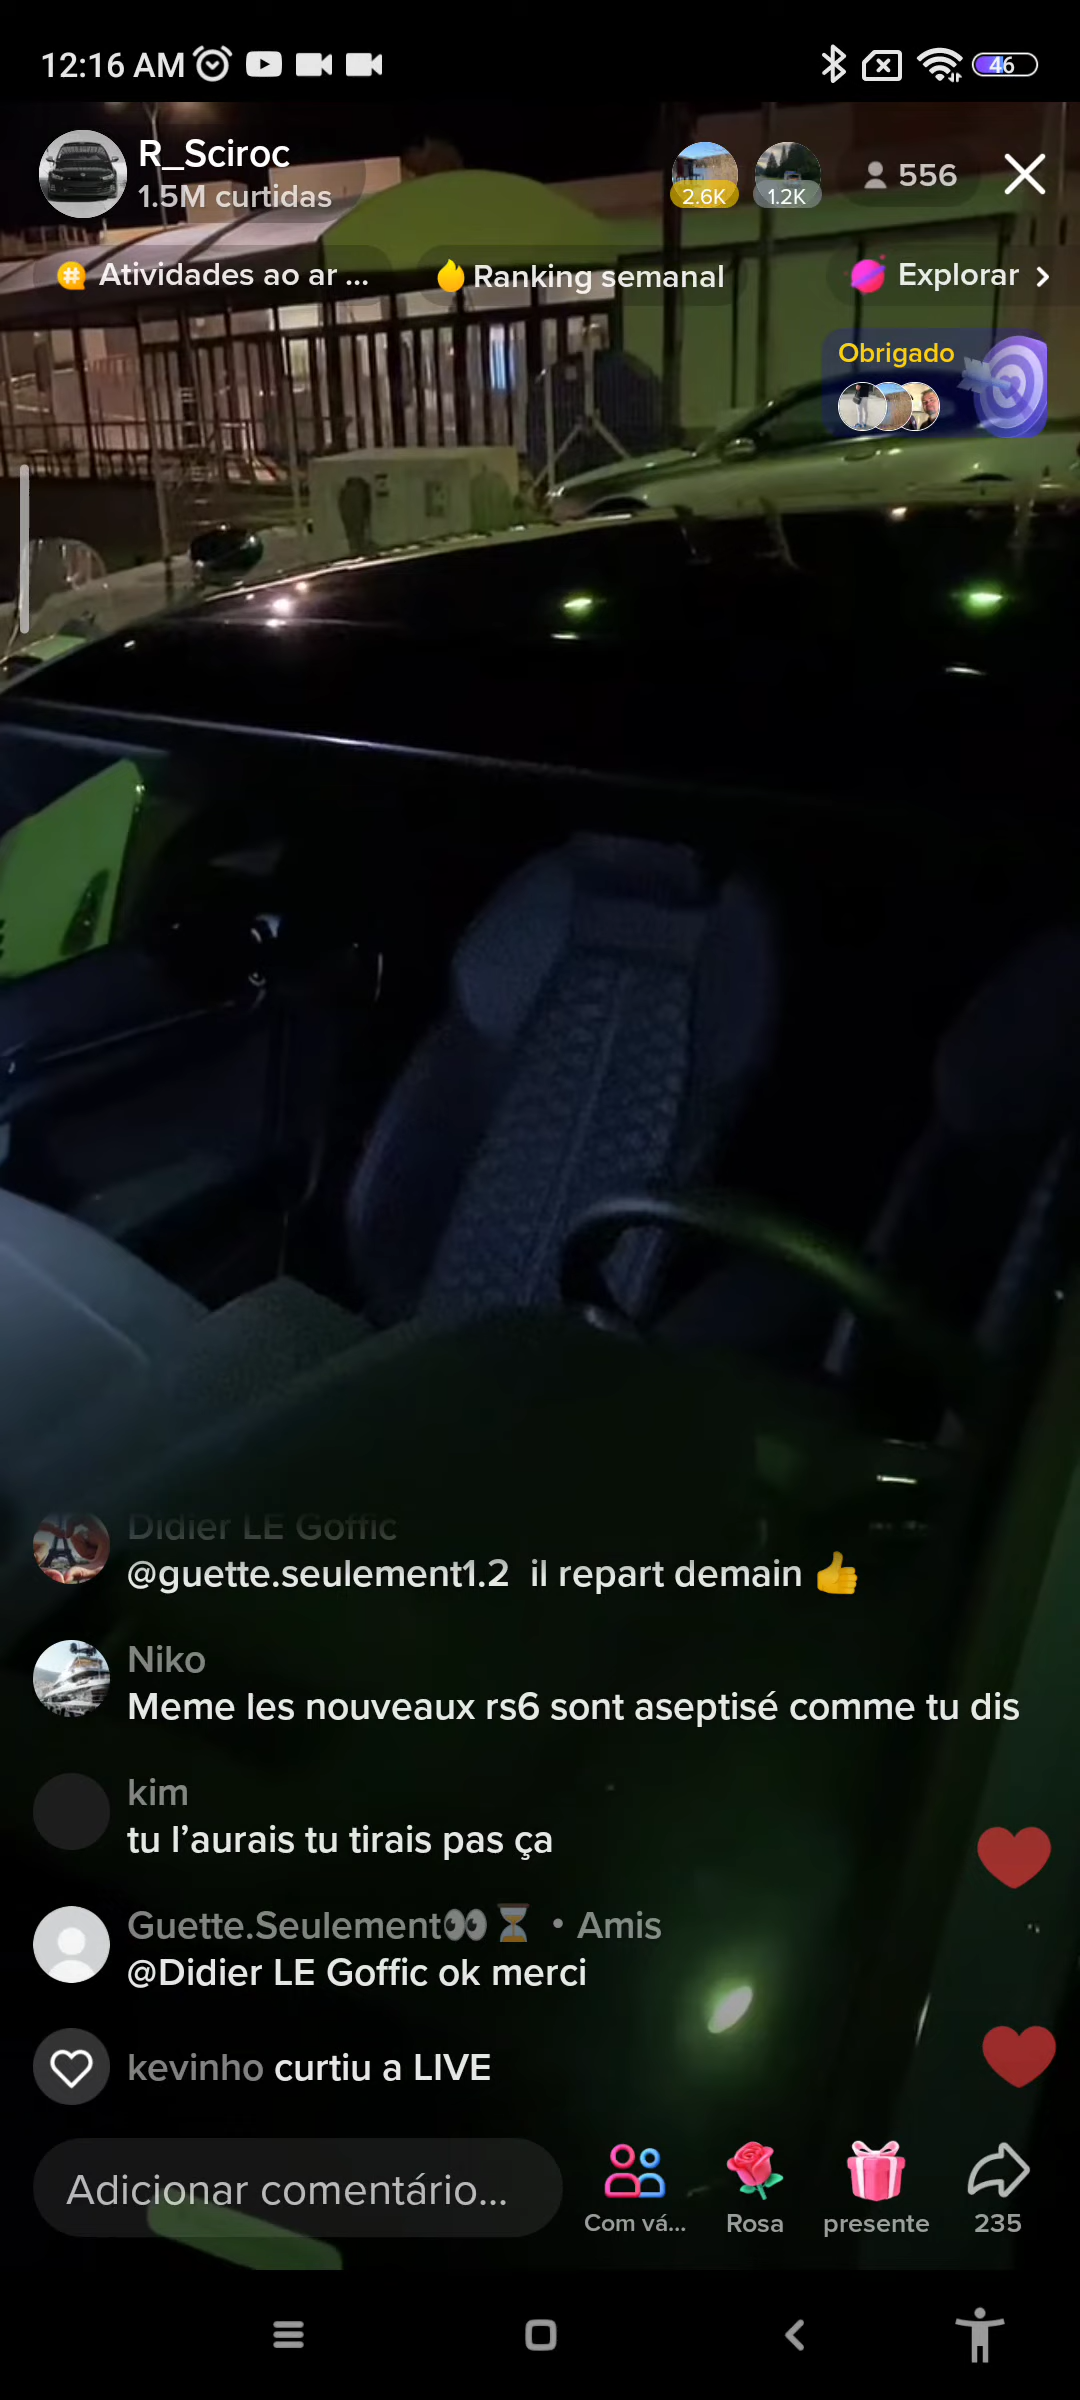 12:16 AM
46
R_Sciroc
1.5M curtidas
2.6K
1.2K
556
Atividades ao ar ...
Ranking semanal
Explorar >
Obrigado
Didier LE Goffic
@guette.seulement1.2 il repart demain 👍
Niko
Meme les nouveaux rs6 sont aseptisé comme tu dis
kim
tu l’aurais tu tirais pas ça
Guette.Seulement👀⏳ • Amis
@Didier LE Goffic ok merci
kevinho curtiu a LIVE
Adicionar comentário...
Com vá...
Rosa
presente
235